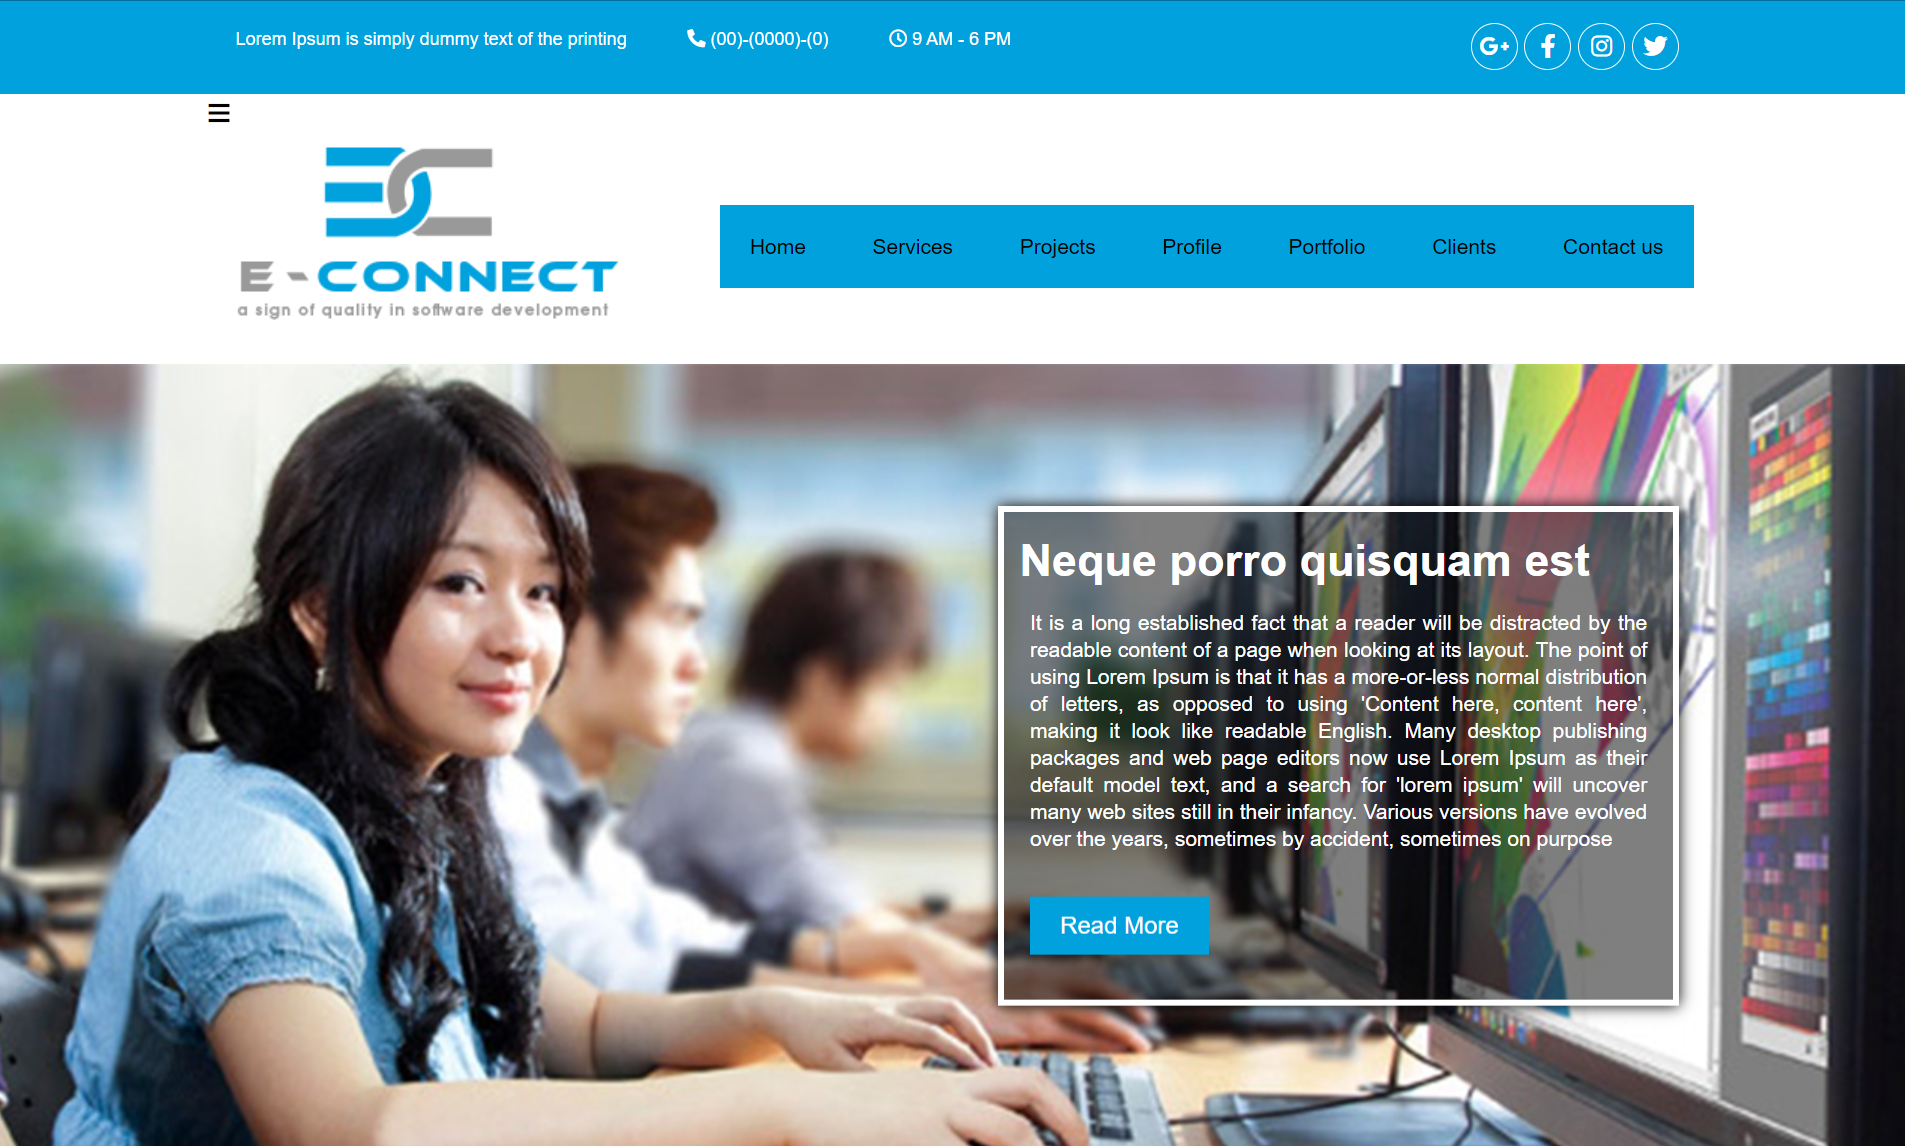 Lorem Ipsum is simply dummy text of the printing
(00)-(0000)-(0)
9 AM - 6 PM
G+
E-CONNECT
a sign of quality in software development
Home
Services
Projects
Profile
Portfolio
Clients
Contact us
Neque porro quisquam est
It is a long established fact that a reader will be distracted by the
readable content of a page when looking at its layout. The point of
using Lorem Ipsum is that it has a more-or-less normal distribution
of letters, as opposed to using 'Content here, content here',
making it look like readable English. Many desktop publishing
packages and web page editors now use Lorem Ipsum as their
default model text, and a search for 'lorem ipsum' will uncover
many web sites still in their infancy. Various versions have evolved
over the years, sometimes by accident, sometimes on purpose
Read More